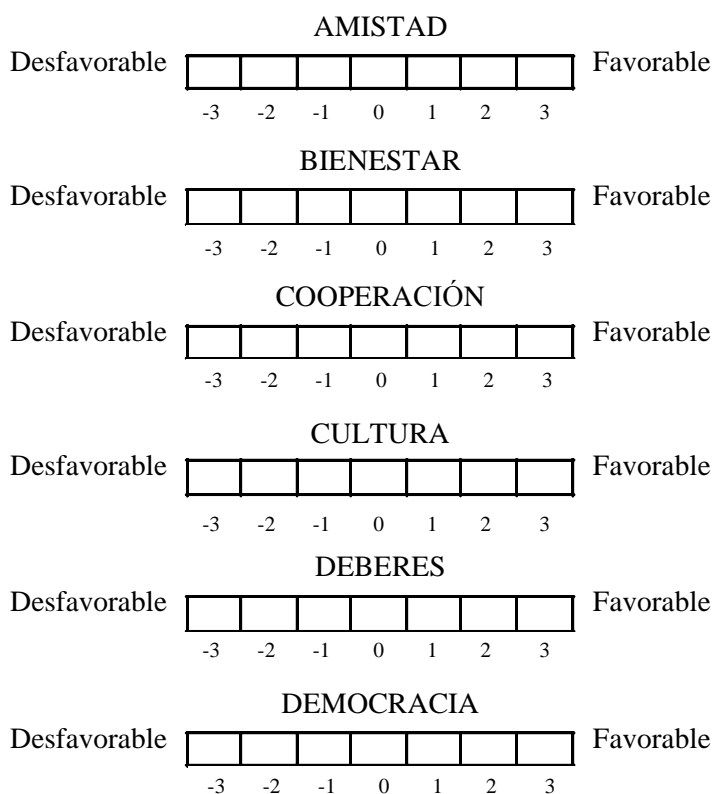 AMISTAD
Desfavorable Favorable
-3 -2 -1 0 1 2 3
BIENESTAR
Desfavorable Favorable
-3 -2 -1 0 1 2 3
COOPERACIÓN
Desfavorable Favorable
-3 -2 -1 0 1 2 3
CULTURA
Desfavorable Favorable
-3 -2 -1 0 1 2 3
DEBERES
Desfavorable Favorable
-3 -2 -1 0 1 2 3
DEMOCRACIA
Desfavorable Favorable
-3 -2 -1 0 1 2 3